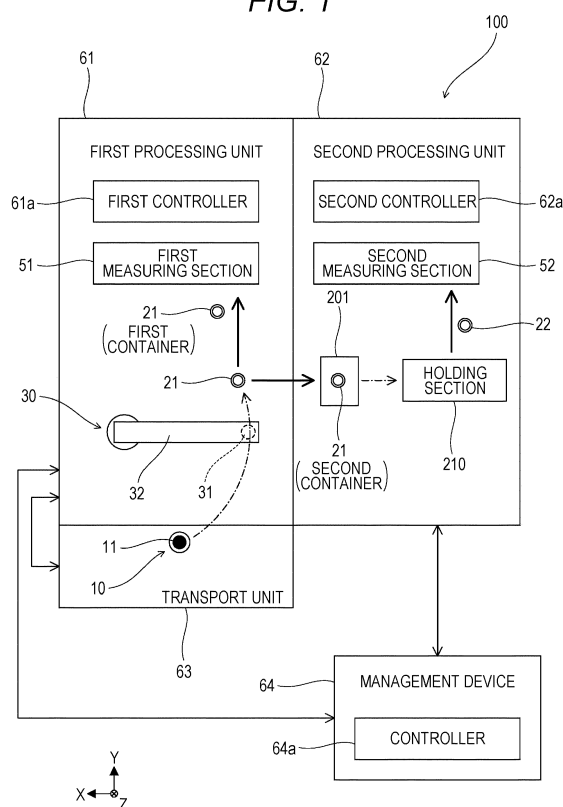 FIG. 1
100
61
62
FIRST PROCESSING UNIT
SECOND PROCESSING UNIT
61a
FIRST CONTROLLER
SECOND CONTROLLER
62a
51
FIRST
MEASURING SECTION
SECOND
MEASURING SECTION
52
21
(FIRST
CONTAINER)
201
22
21
HOLDING
SECTION
30
32
31
21
(SECOND
CONTAINER)
210
11
10
TRANSPORT UNIT
63
64
MANAGEMENT DEVICE
64a
CONTROLLER
Y
X
Z